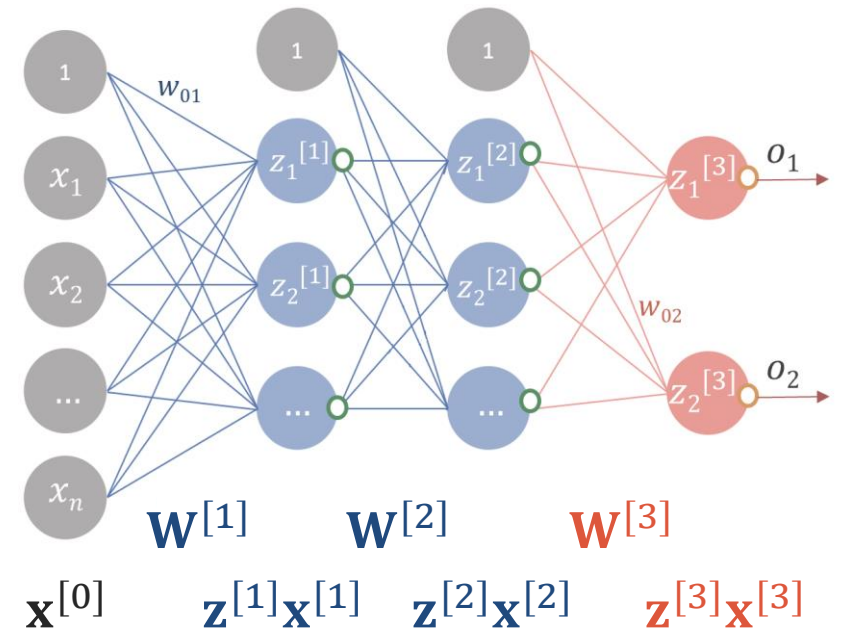 1 1 1
w₀₁
z₁[1] z₁[2] z₁[3] o₁
x₁
x₂ z₂[1] z₂[2]
w₀₂
z₂[3] o₂
... ... ...
xₙ
W[1] W[2] W[3]
x[0] z[1]x[1] z[2]x[2] z[3]x[3]